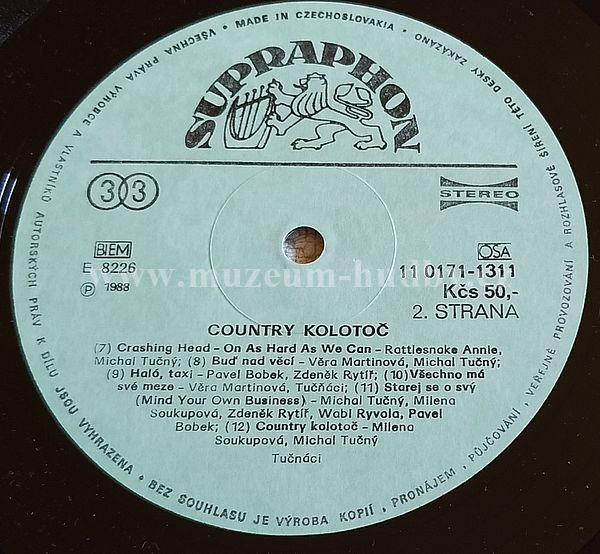 VŠECHNA PRÁVA VÝROBCE A VLASTNÍKŮ AUTORSKÝCH PRÁV K DÍLU JSOU VYHRAZENA • BEZ SOUHLASU JE VÝROBA KOPIÍ, PRONÁJEM, PŮJČOVÁNÍ, VEŘEJNÉ PROVOZOVÁNÍ A ROZHLASOVÉ ŠÍŘENÍ TÉTO DESKY ZAKÁZÁNO • MADE IN CZECHOSLOVAKIA •
SUPRAPHON
33
STEREO
BIEM
OSA
E 8226
11 0171-1311
Ⓟ 1988
Kčs 50,-
2. STRANA
www.muzeum-hudby
COUNTRY KOLOTOČ
(7) Crashing Head – On As Hard As We Can – Rattlesnake Annie,
Michal Tučný; (8) Buď nad věcí – Věra Martinová, Michal Tučný;
(9) Haló, taxi – Pavel Bobek, Zdeněk Rytíř; (10) Všechno má
své meze – Věra Martinová, Tučňáci; (11) Starej se o svý
(Mind Your Own Business) – Michal Tučný, Milena
Soukupová, Zdeněk Rytíř, Wabi Ryvola, Pavel
Bobek; (12) Country kolotoč – Milena
Soukupová, Michal Tučný
Tučnáci